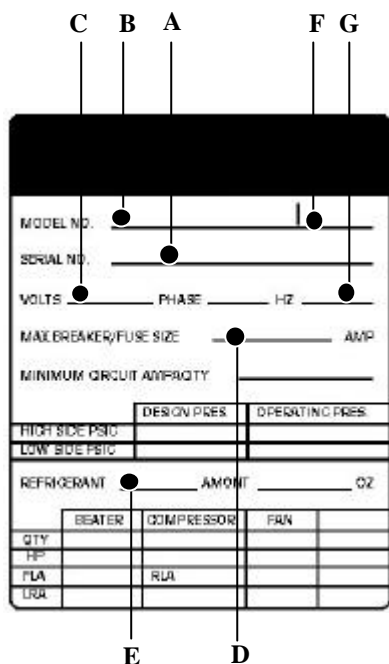 C B A F G
MODEL NO.
SERIAL NO.
VOLTS PHASE HZ
MAX.BREAKER/FUSE SIZE AMP
MINIMUM CIRCUIT AMPACITY
DESIGN PRES. OPERATING PRES.
HIGH SIDE PSIG
LOW SIDE PSIG
REFRIGERANT AMONT OZ
BEATER COMPRESSOR FAN
QTY
HP
FLA RLA
LRA
E D